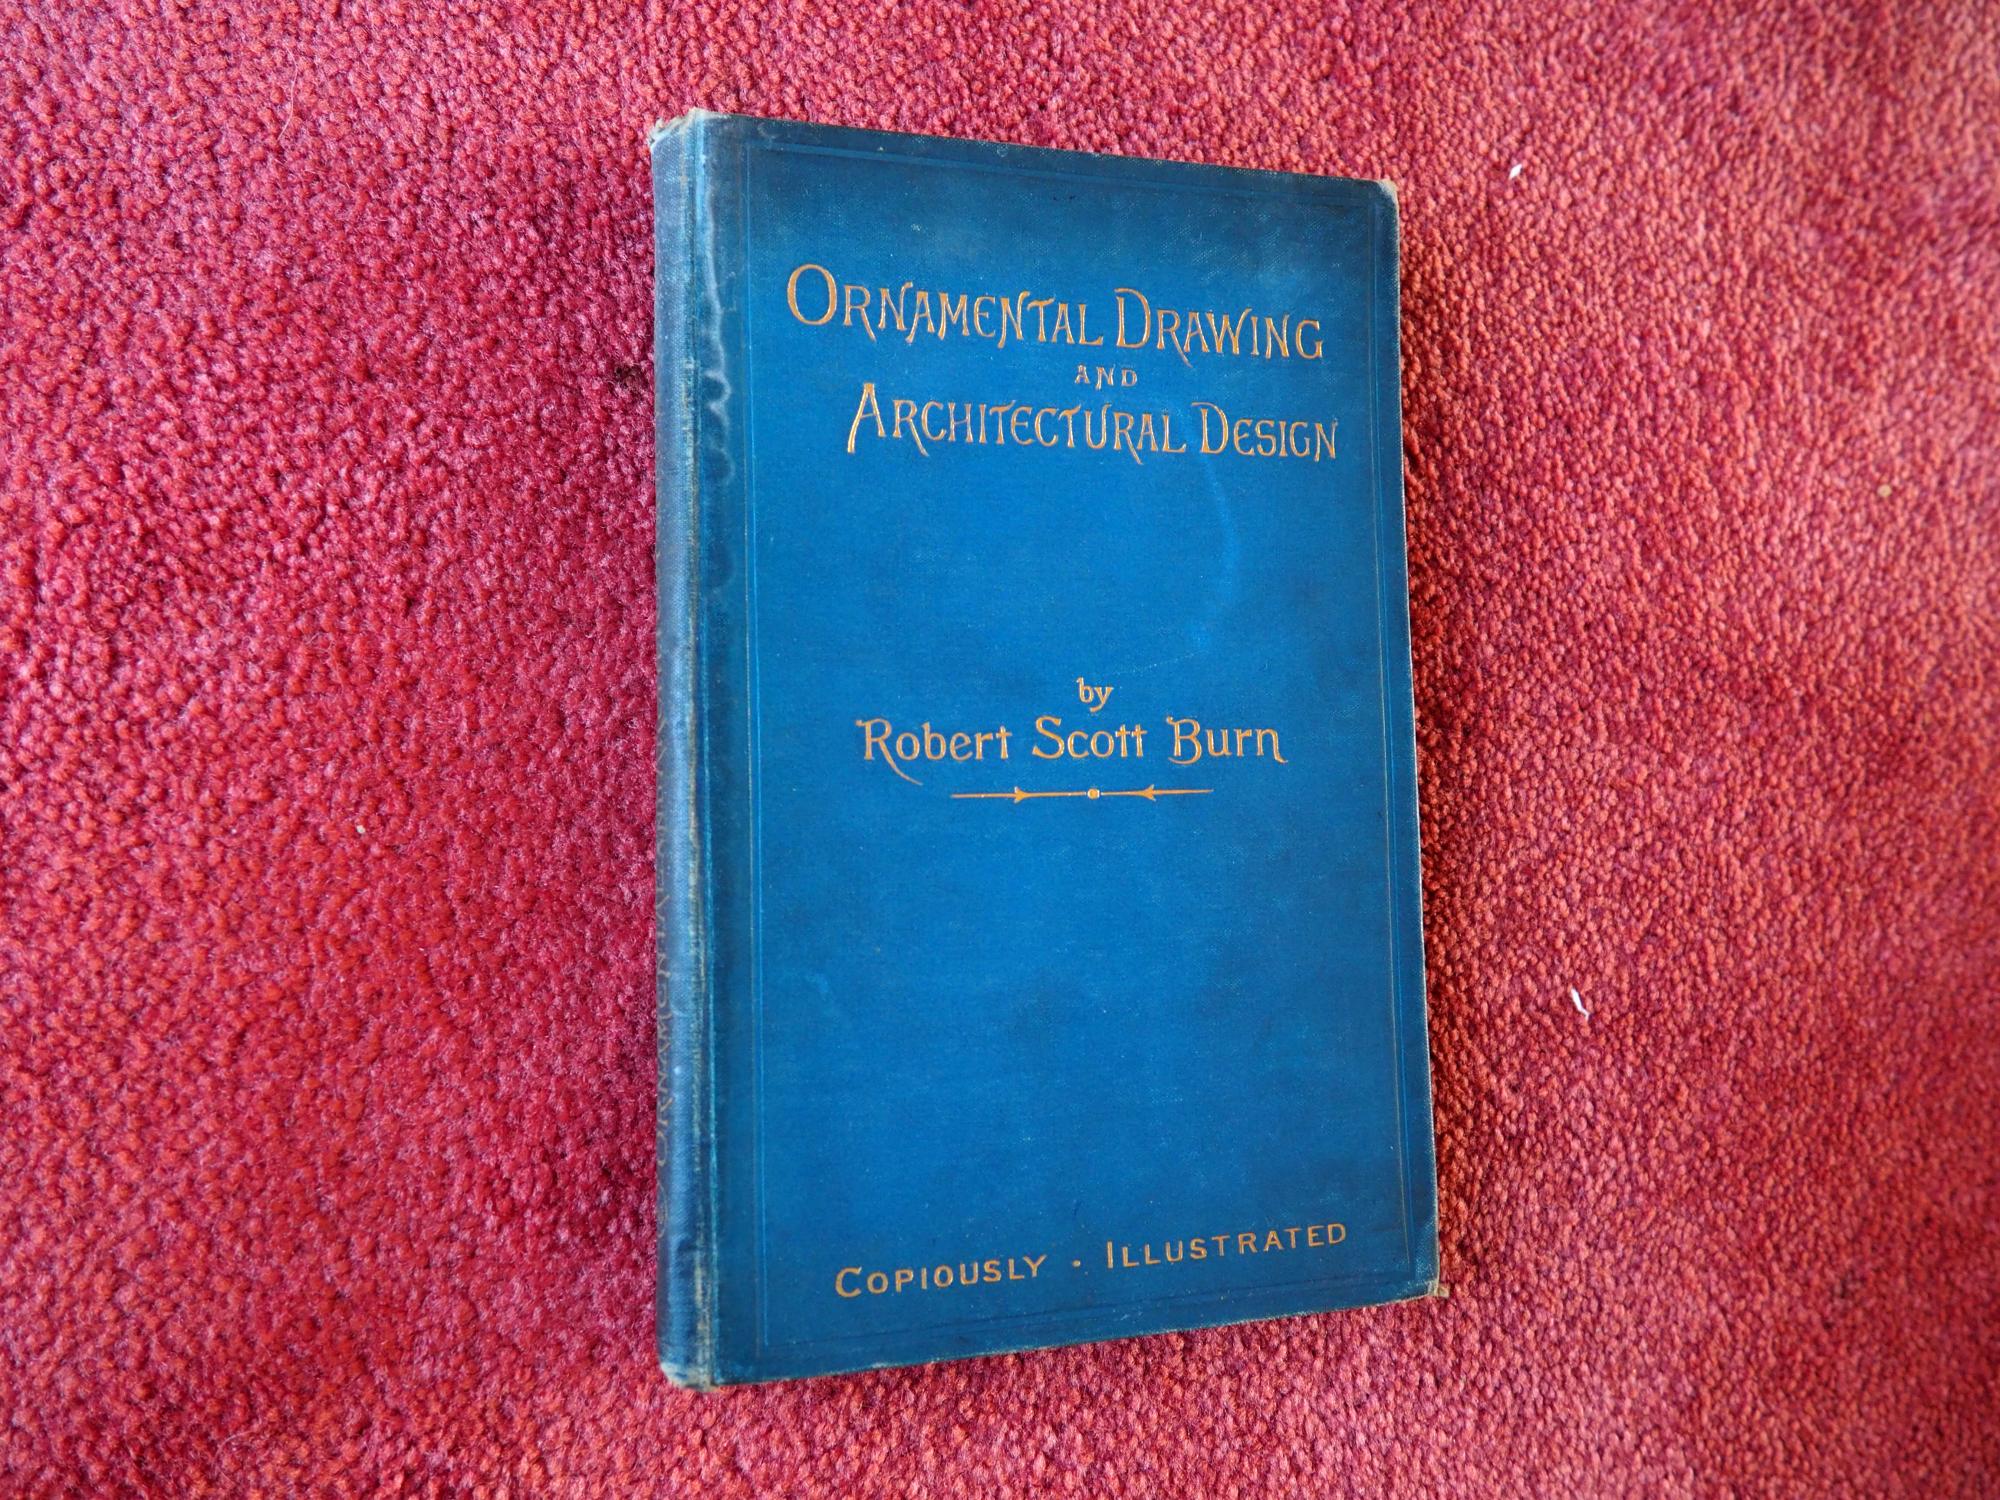 ORNAMENTAL DRAWING
AND
ARCHITECTURAL DESIGN
by
Robert Scott Burn
COPIOUSLY · ILLUSTRATED